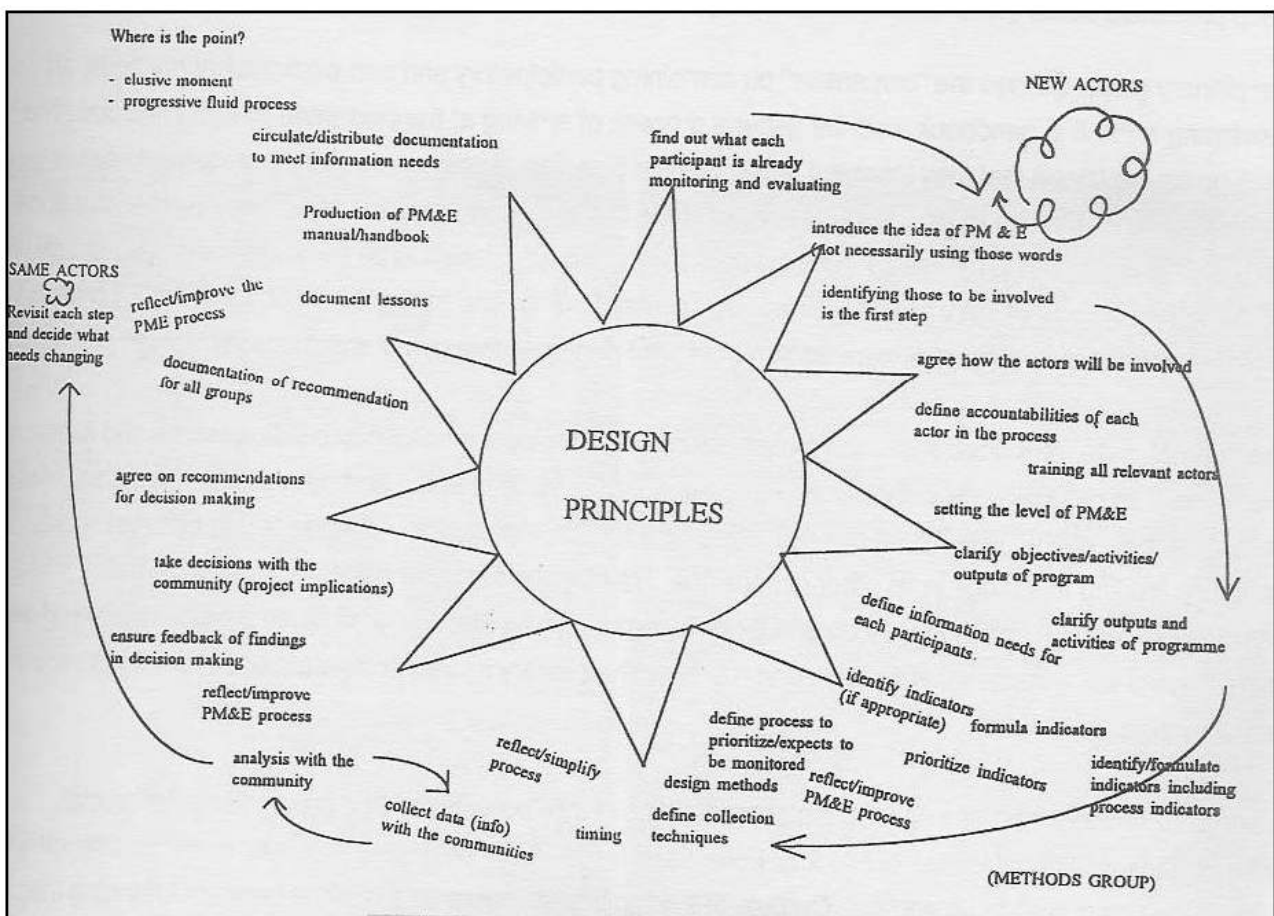 Where is the point?
- elusive moment
- progressive fluid process
circulate/distribute documentation
to meet information needs
Production of PM&E
manual/handbook
document lessons
SAME ACTORS
Revisit each step
and decide what
needs changing
reflect/improve the
PME process
documentation of recommendation
for all groups
agree on recommendations
for decision making
take decisions with the
community (project implications)
ensure feedback of findings
in decision making
reflect/improve
PM&E process
analysis with the
community
collect data (info)
with the communities
reflect/simplify
process
timing
DESIGN
PRINCIPLES
NEW ACTORS
find out what each
participant is already
monitoring and evaluating
introduce the idea of PM & E
(not necessarily using those words
identifying those to be involved
is the first step
agree how the actors will be involved
define accountabilities of each
actor in the process
training all relevant actors
setting the level of PM&E
clarify objectives/activities/
outputs of program
define information needs for
each participants.
clarify outputs and
activities of programme
identify indicators
(if appropriate)
formula indicators
define process to
prioritize/expects to
be monitored
design methods
prioritize indicators
reflect/improve
PM&E process
identify/formulate
indicators including
process indicators
define collection
techniques
(METHODS GROUP)